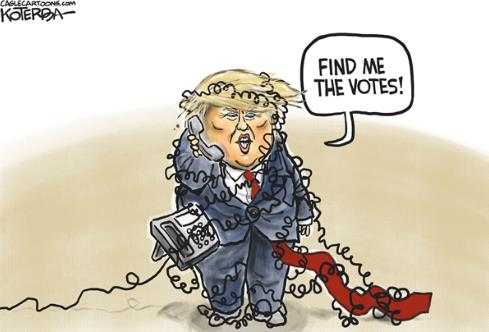 CAGLECARTOONS.COM
KOTERBA
FIND ME
THE VOTES!